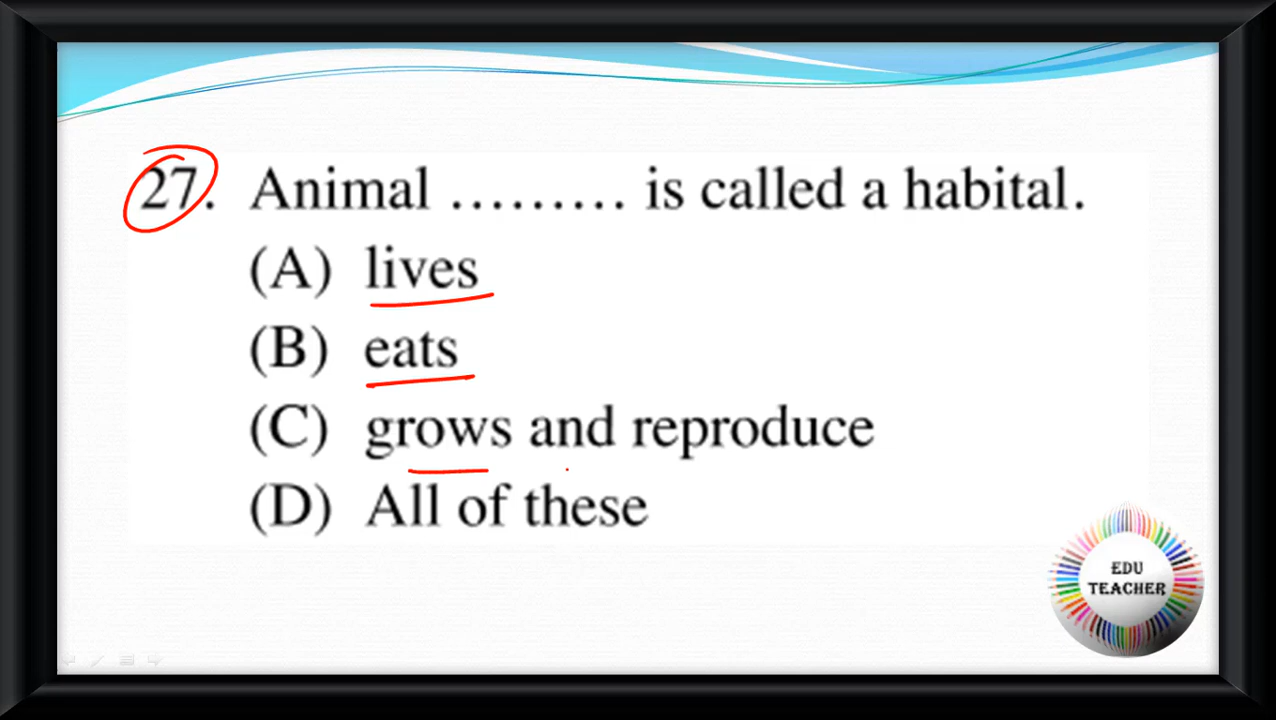 27. Animal ......... is called a habital.
(A) lives
(B) eats
(C) grows and reproduce
(D) All of these
EDU
TEACHER